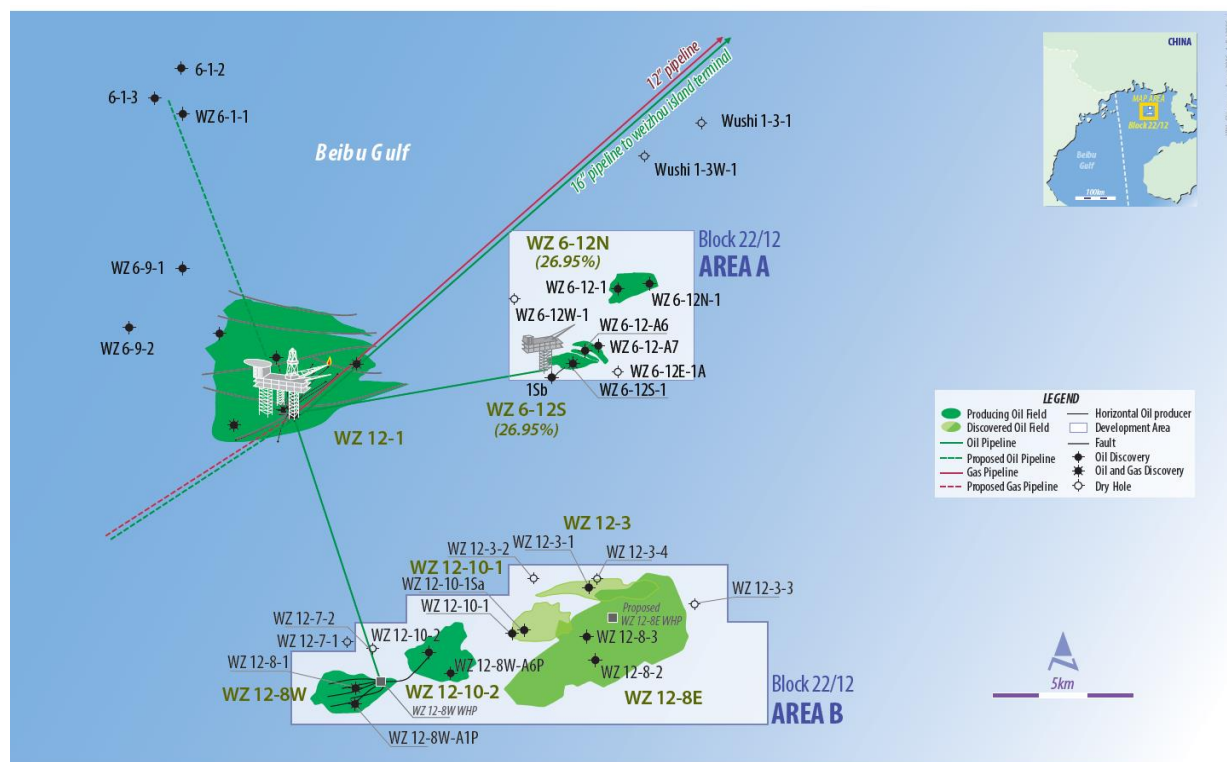 6-1-2
6-1-3
WZ 6-1-1
Beibu Gulf
12" pipeline
16" pipeline to weizhou island terminal
Wushi 1-3-1
Wushi 1-3W-1
CHINA
MAP AREA
Block 22/12
Beibu
Gulf
100km
WZ 6-9-1
WZ 6-9-2
WZ 12-1
WZ 6-12N
(26.95%)
Block 22/12
AREA A
WZ 6-12-1
WZ 6-12N-1
WZ 6-12W-1
WZ 6-12-A6
WZ 6-12-A7
WZ 6-12E-1A
1Sb
WZ 6-12S-1
WZ 6-12S
(26.95%)
LEGEND
Producing Oil Field
Discovered Oil Field
Oil Pipeline
Proposed Oil Pipeline
Gas Pipeline
Proposed Gas Pipeline
Horizontal Oil producer
Development Area
Fault
Oil Discovery
Oil and Gas Discovery
Dry Hole
WZ 12-3
WZ 12-3-1
WZ 12-3-2
WZ 12-3-4
WZ 12-10-1
WZ 12-10-1Sa
WZ 12-10-1
WZ 12-3-3
Proposed
WZ 12-8E WHP
WZ 12-7-2
WZ 12-7-1
WZ 12-10-2
WZ 12-8-3
WZ 12-8-1
WZ 12-8W-A6P
WZ 12-8-2
WZ 12-8W
WZ 12-10-2
WZ 12-8W WHP
WZ 12-8E
WZ 12-8W-A1P
Block 22/12
AREA B
5km